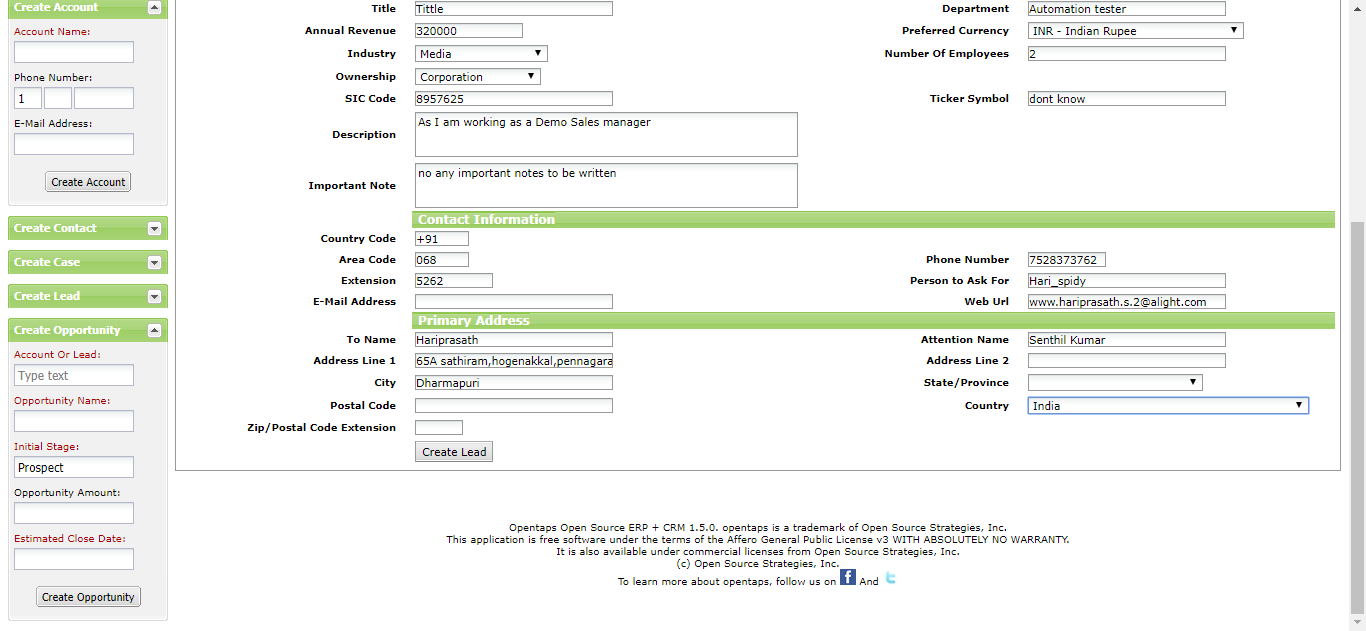 Create Account
Account Name:
Phone Number:
1
E-Mail Address:
Create Account
Create Contact
Create Case
Create Lead
Create Opportunity
Account Or Lead:
Type text
Opportunity Name:
Initial Stage:
Prospect
Opportunity Amount:
Estimated Close Date:
Create Opportunity
Title Tittle Department Automation tester
Annual Revenue 320000 Preferred Currency INR - Indian Rupee
Industry Media Number Of Employees 2
Ownership Corporation
SIC Code 8957625 Ticker Symbol dont know
Description As I am working as a Demo Sales manager
Important Note no any important notes to be written
Contact Information
Country Code +91
Area Code 068 Phone Number 7528373762
Extension 5262 Person to Ask For Hari_spidy
E-Mail Address Web Url www.hariprasath.s.2@alight.com
Primary Address
To Name Hariprasath Attention Name Senthil Kumar
Address Line 1 65A sathiram,hogenakkal,pennagara Address Line 2
City Dharmapuri State/Province
Postal Code Country India
Zip/Postal Code Extension
Create Lead
Opentaps Open Source ERP + CRM 1.5.0. opentaps is a trademark of Open Source Strategies, Inc.
This application is free software under the terms of the Affero General Public License v3 WITH ABSOLUTELY NO WARRANTY.
It is also available under commercial licenses from Open Source Strategies, Inc.
(c) Open Source Strategies, Inc.
To learn more about opentaps, follow us on f And t